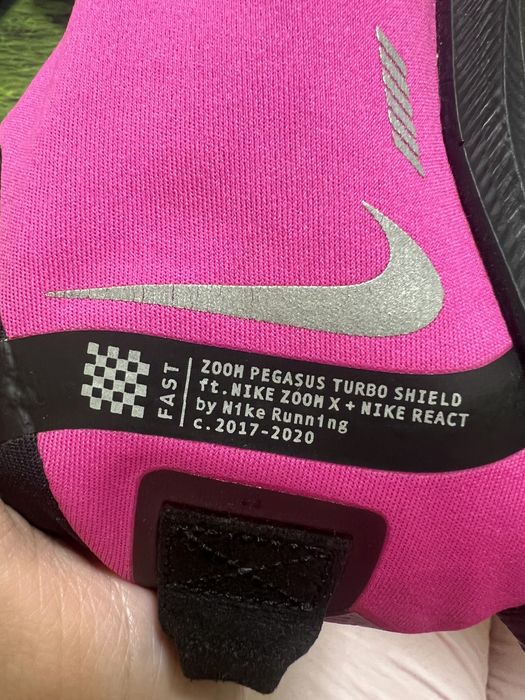 FAST
ZOOM PEGASUS TURBO SHIELD
ft. NIKE ZOOM X + NIKE REACT
by Nike Running
c. 2017-2020